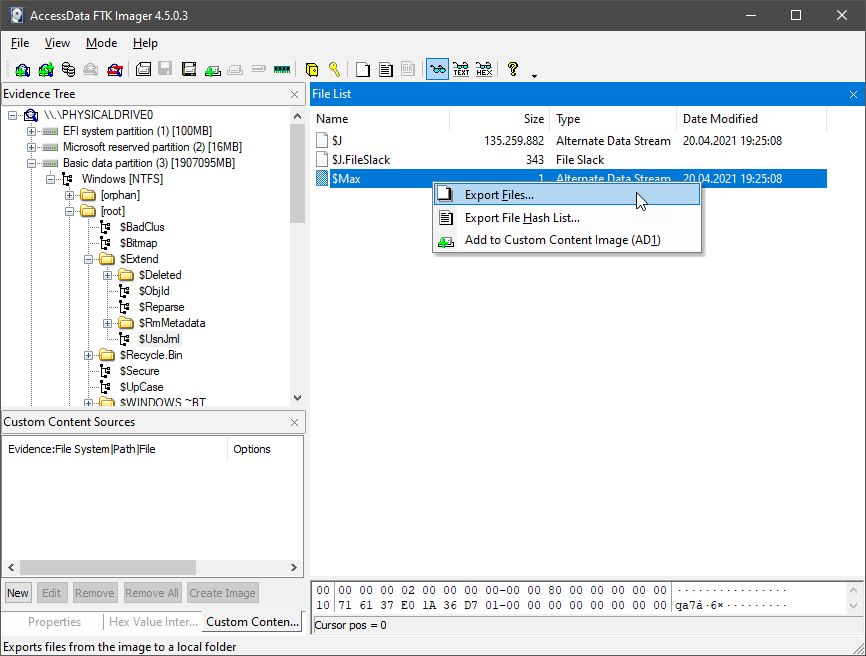 AccessData FTK Imager 4.5.0.3
File View Mode Help
Evidence Tree
\\.\PHYSICALDRIVE0
EFI system partition (1) [100MB]
Microsoft reserved partition (2) [16MB]
Basic data partition (3) [1907095MB]
Windows [NTFS]
[orphan]
[root]
$BadClus
$Bitmap
$Extend
$Deleted
$ObjId
$Reparse
$RmMetadata
$UsnJrnl
$Recycle.Bin
$Secure
$UpCase
$WINDOWS.~BT
File List
Name Size Type Date Modified
$J 135.259.882 Alternate Data Stream 20.04.2021 19:25:08
$J.FileSlack 343 File Slack
$Max 1 Alternate Data Stream 20.04.2021 19:25:08
Export Files...
Export File Hash List...
Add to Custom Content Image (AD1)
Custom Content Sources
Evidence:File System|Path|File Options
New Edit Remove Remove All Create Image
Properties Hex Value Inter... Custom Conten...
00 00 00 00 02 00 00 00 00-00 00 80 00 00 00 00 00 ················
10 71 61 37 E0 1A 36 D7 01-00 00 00 00 00 00 00 00 qa7à·6×·········
Cursor pos = 0
Exports files from the image to a local folder